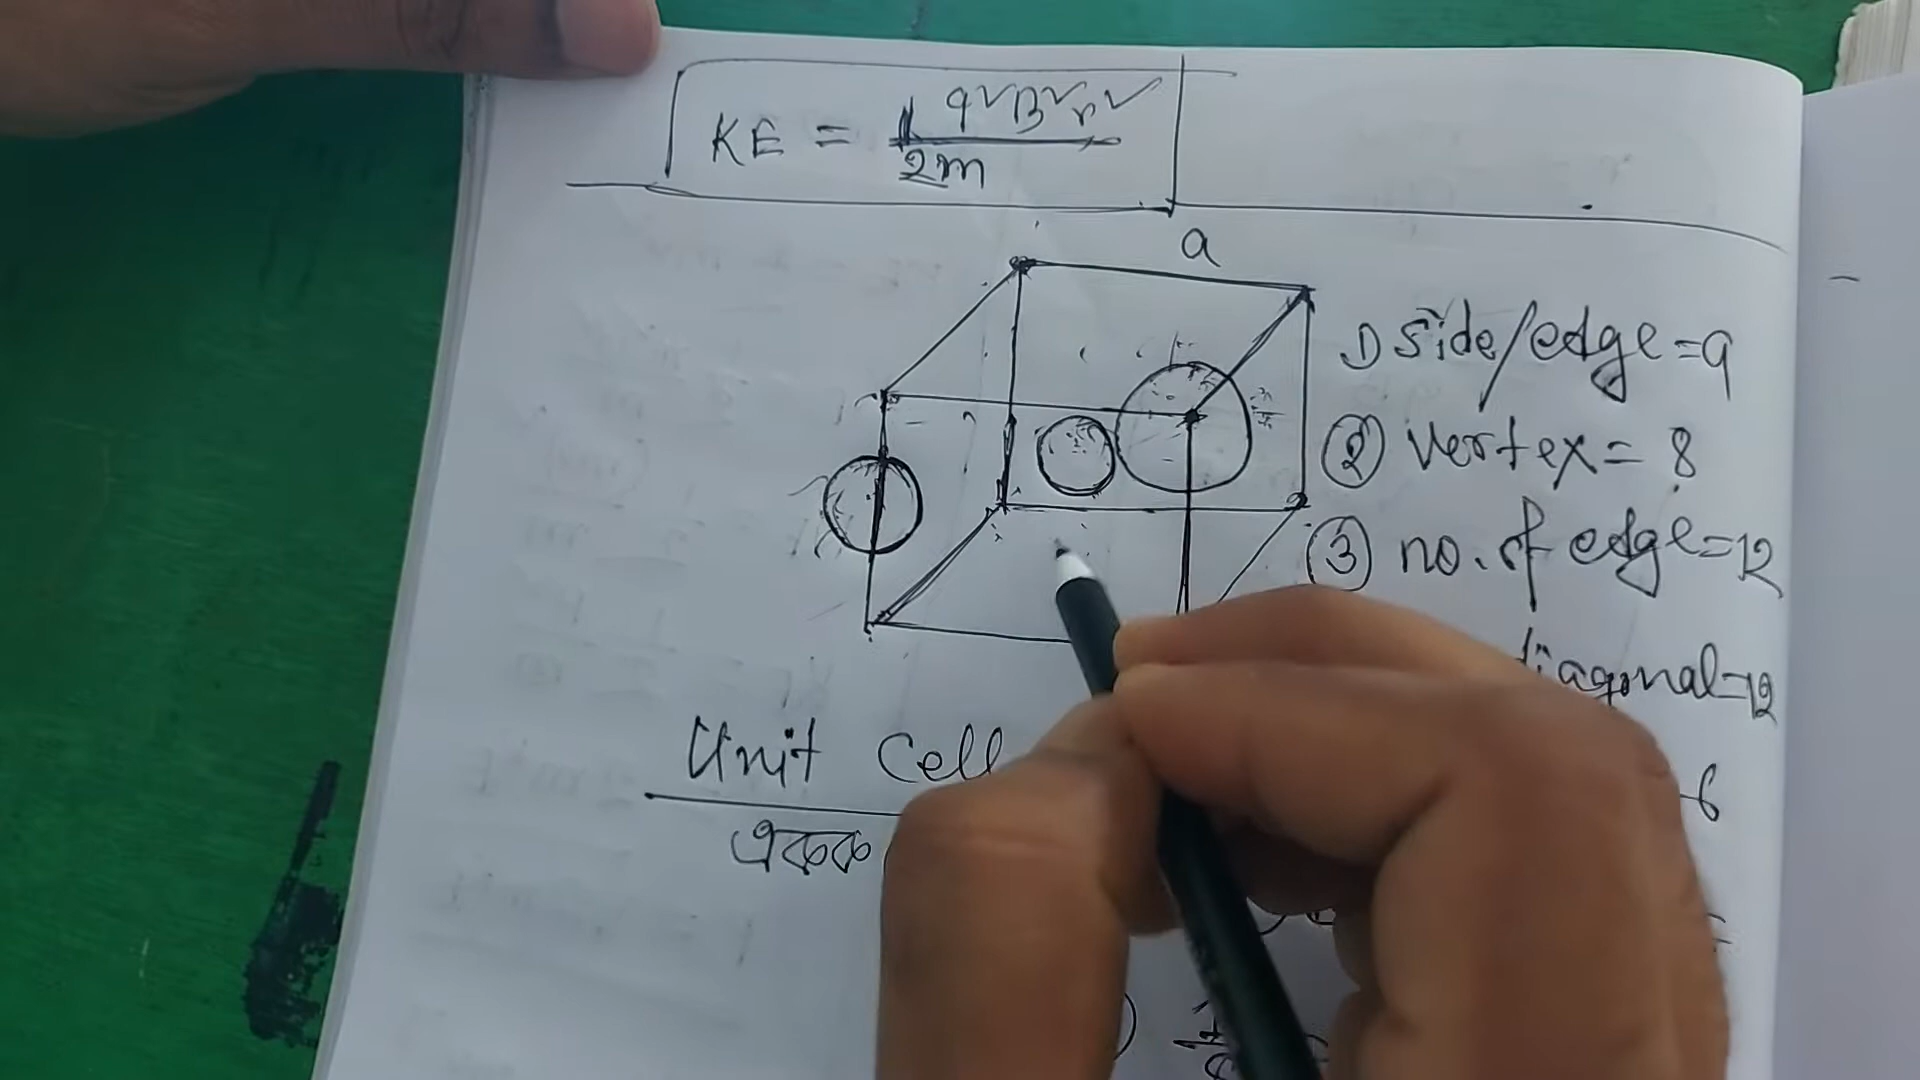 KE = q²B²r² / 2m
a
1) side/edge = a
② vertex = 8
③ no. of edge = 12
diagonal = 12
6
Unit Cell
একক